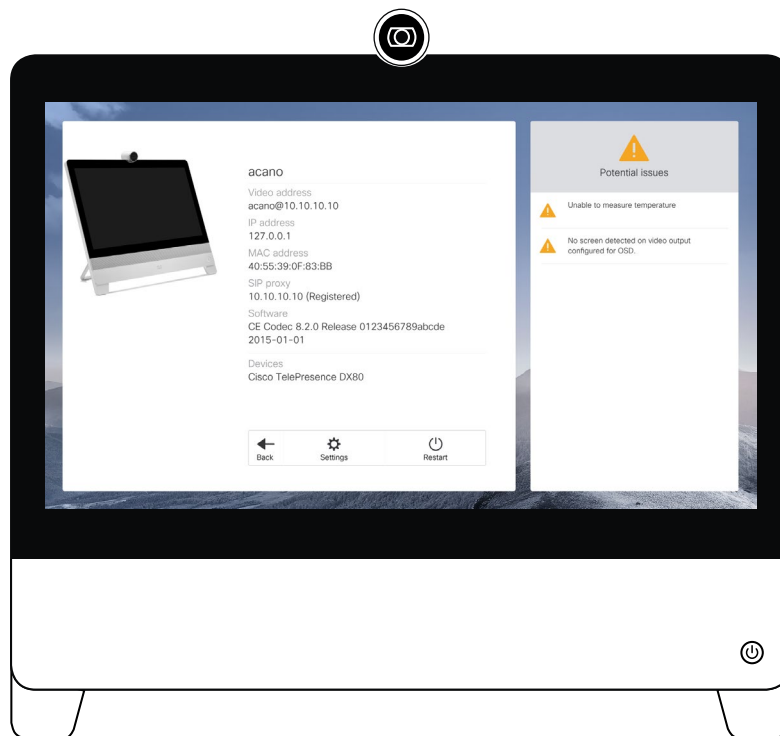 acano
Video address
acano@10.10.10.10
IP address
127.0.0.1
MAC address
40:55:39:0F:83:BB
SIP proxy
10.10.10.10 (Registered)
Software
CE Codec 8.2.0 Release 0123456789abcde
2015-01-01
Devices
Cisco TelePresence DX80
Back
Settings
Restart
Potential issues
Unable to measure temperature
No screen detected on video output
configured for OSD.